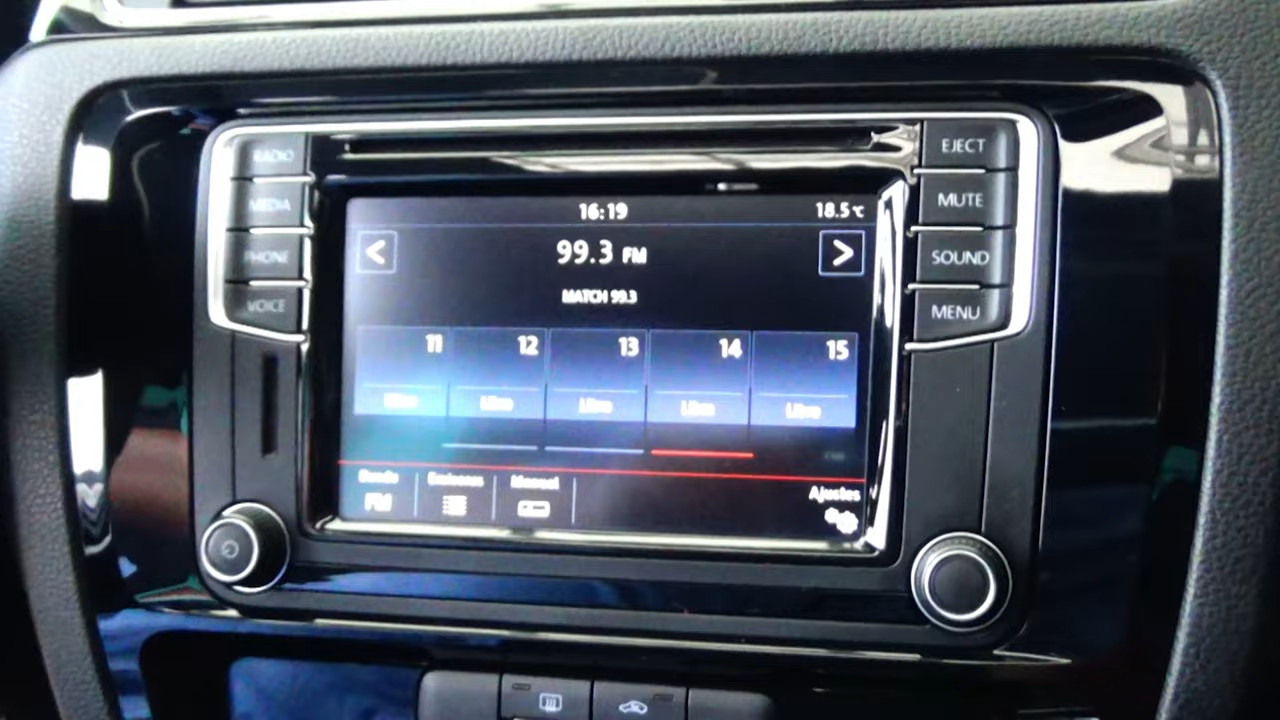 RADIO
MEDIA
PHONE
VOICE
EJECT
MUTE
SOUND
MENU
16:19
18.5°C
< 99.3 FM >
MATCH 99.3
11 12 13 14 15
Libre Libre Libre Libre Libre
Banda Emisoras Manual
FM
Ajustes